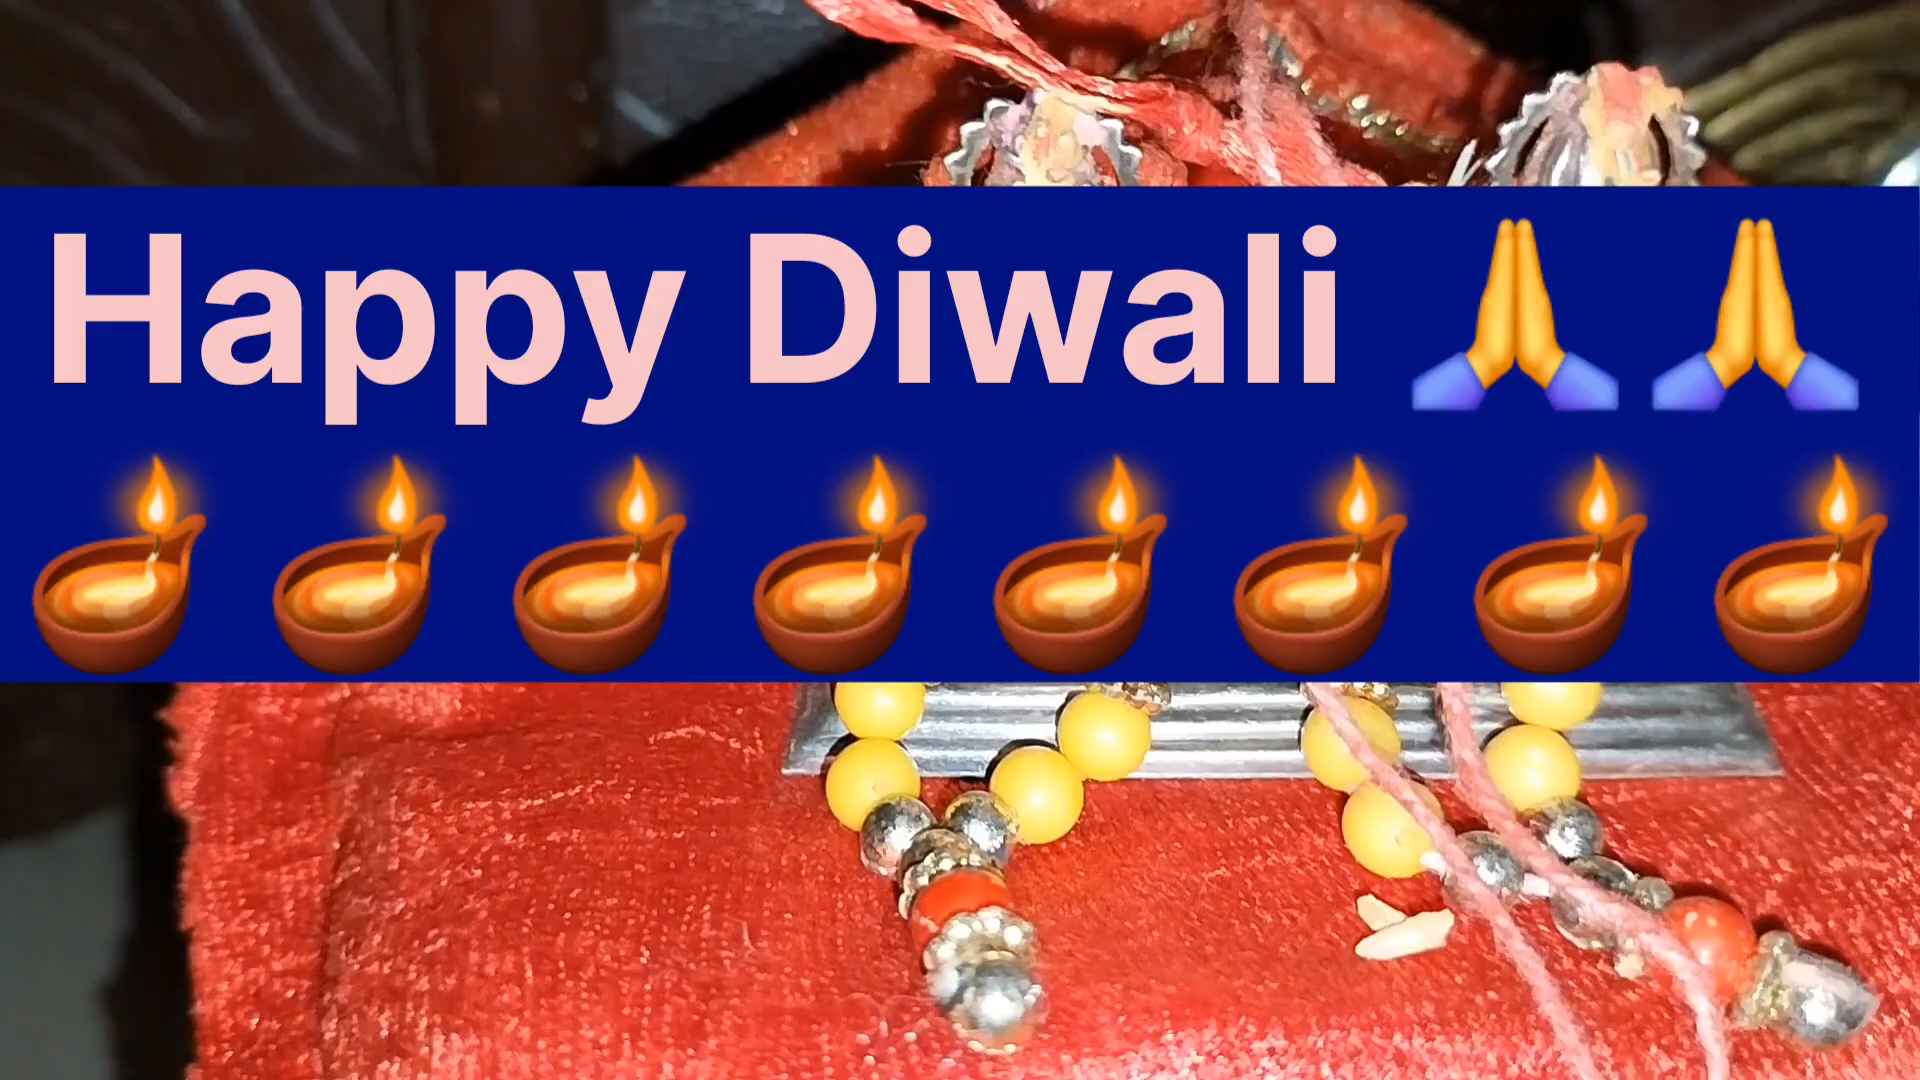 Happy Diwali 🙏 🙏
🪔 🪔 🪔 🪔 🪔 🪔 🪔 🪔